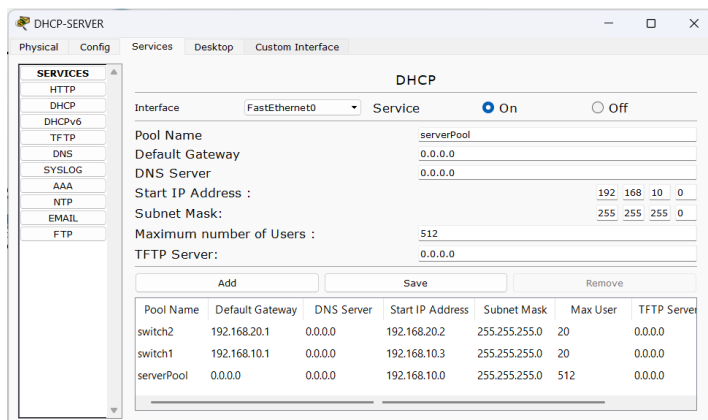 DHCP-SERVER
Physical Config Services Desktop Custom Interface
SERVICES
HTTP
DHCP
DHCPv6
TFTP
DNS
SYSLOG
AAA
NTP
EMAIL
FTP
DHCP
Interface FastEthernet0 Service On Off
Pool Name serverPool
Default Gateway 0.0.0.0
DNS Server 0.0.0.0
Start IP Address : 192 168 10 0
Subnet Mask: 255 255 255 0
Maximum number of Users : 512
TFTP Server: 0.0.0.0
Add Save Remove
Pool Name Default Gateway DNS Server Start IP Address Subnet Mask Max User TFTP Server
switch2 192.168.20.1 0.0.0.0 192.168.20.2 255.255.255.0 20 0.0.0.0
switch1 192.168.10.1 0.0.0.0 192.168.10.3 255.255.255.0 20 0.0.0.0
serverPool 0.0.0.0 0.0.0.0 192.168.10.0 255.255.255.0 512 0.0.0.0